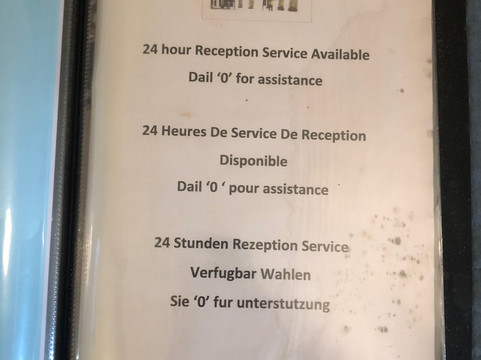 24 hour Reception Service Available
Dail ‘0’ for assistance
24 Heures De Service De Reception
Disponible
Dail ‘0 ‘ pour assistance
24 Stunden Rezeption Service
Verfugbar Wahlen
Sie ‘0’ fur unterstutzung